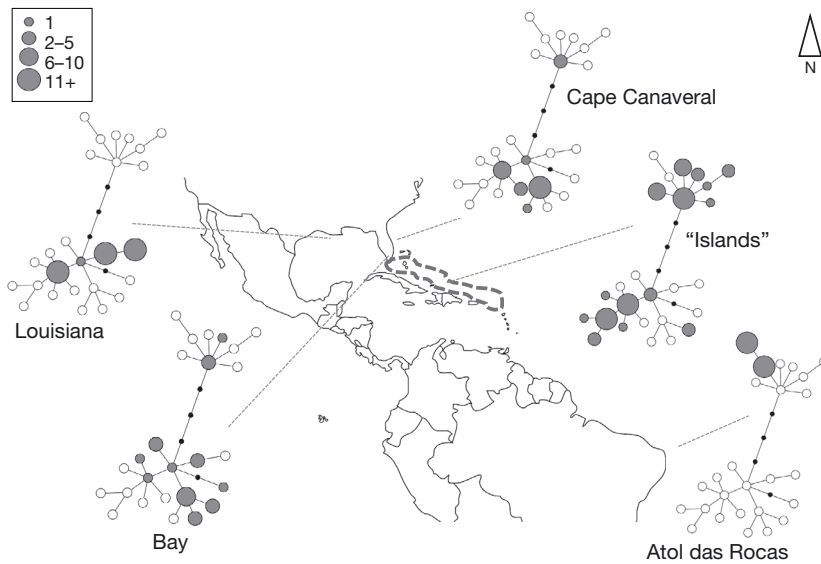 1
2–5
6–10
11+
N
Cape Canaveral
“Islands”
Louisiana
Bay
Atol das Rocas